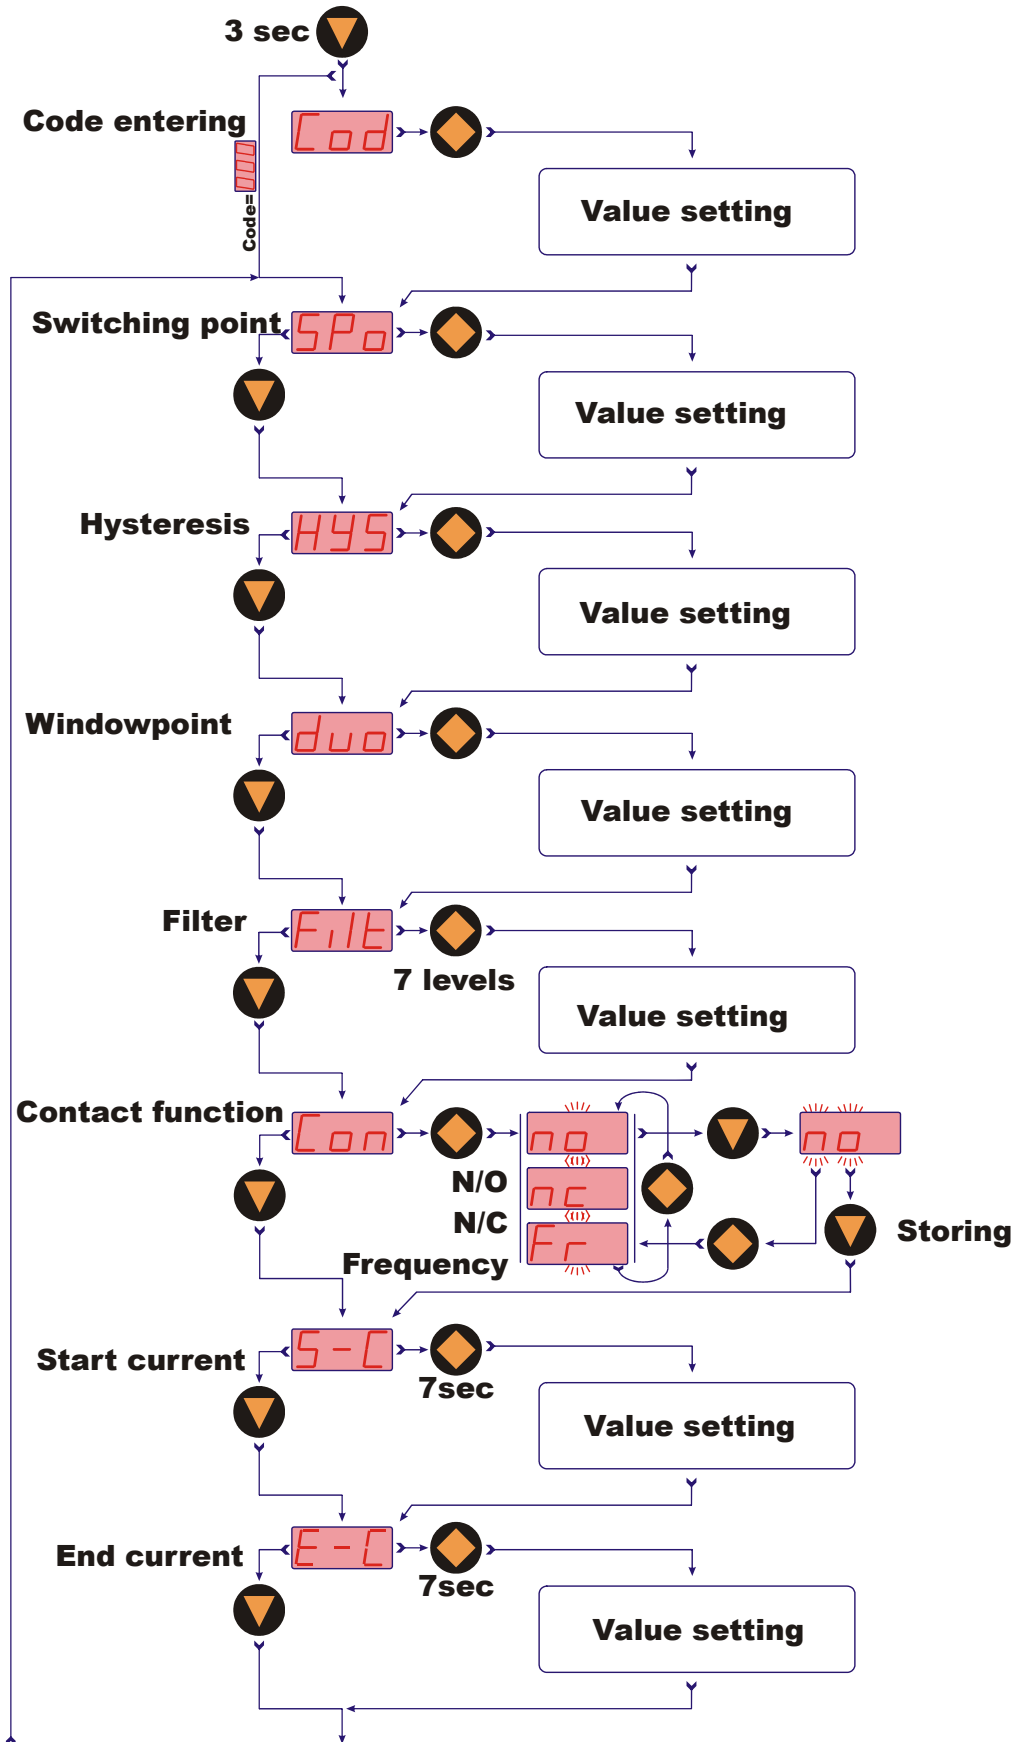 3 sec
Cod
Code entering
Code=000
Value setting
Switching point
SPo
Value setting
Hysteresis
HYS
Value setting
Windowpoint
duo
Value setting
Filter
Filt
7 levels
Value setting
Contact function
Con
no
no
N/O
nc
N/C
Fr
Storing
Frequency
S-C
Start current
7sec
Value setting
E-C
End current
7sec
Value setting